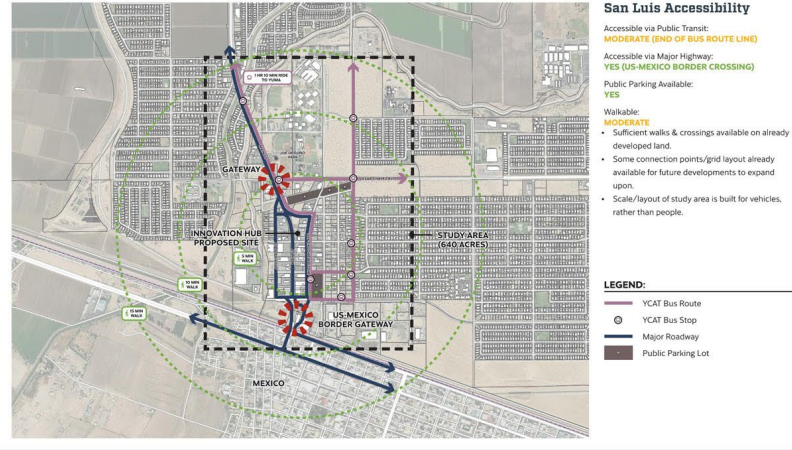 San Luis Accessibility
Accessible via Public Transit:
MODERATE (END OF BUS ROUTE LINE)
Accessible via Major Highway:
YES (US-MEXICO BORDER CROSSING)
Public Parking Available:
YES
Walkable:
MODERATE
• Sufficient walks & crossings available on already
developed land.
• Some connection points/grid layout already
available for future developments to expand
upon.
• Scale/layout of study area is built for vehicles,
rather than people.
LEGEND:
YCAT Bus Route
YCAT Bus Stop
Major Roadway
Public Parking Lot
1 HR 10 MIN RIDE
TO YUMA
GATEWAY
INNOVATION HUB
PROPOSED SITE
STUDY AREA
(640 ACRES)
5 MIN
WALK
10 MIN
WALK
15 MIN
WALK
US-MEXICO
BORDER GATEWAY
MEXICO